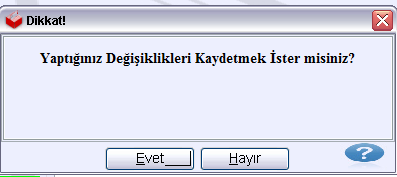 Dikkat!
Yaptığınız Değişiklikleri Kaydetmek İster misiniz?
Evet Hayır
?